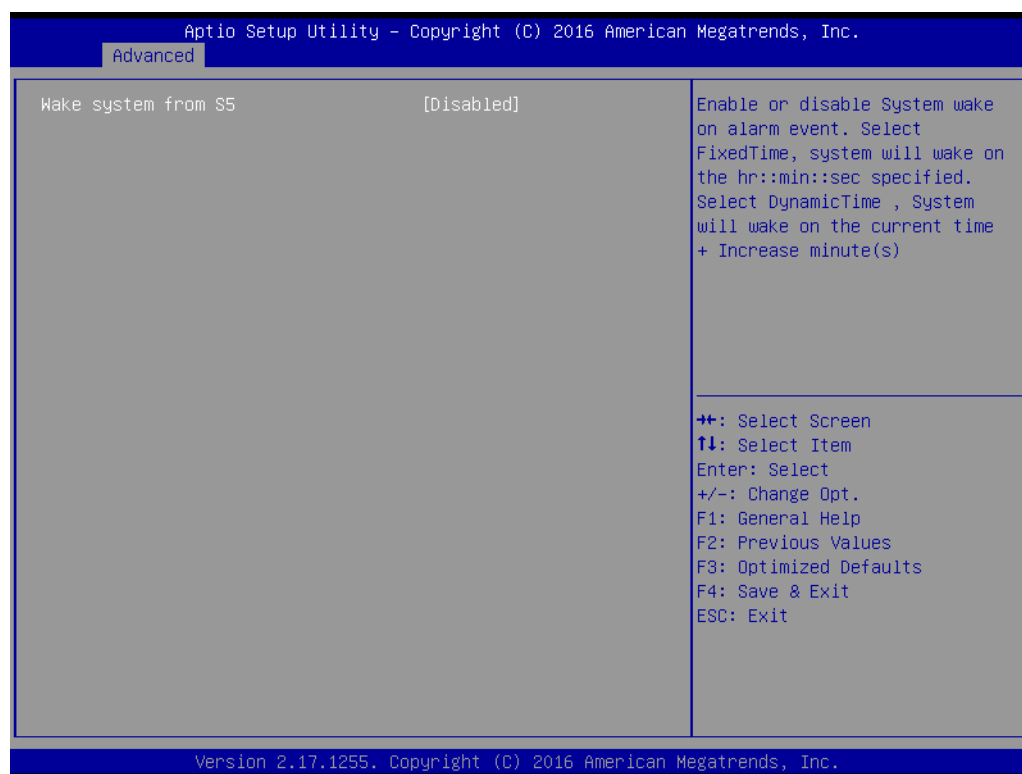 Aptio Setup Utility – Copyright (C) 2016 American Megatrends, Inc.
Advanced
Wake system from S5 [Disabled]
Enable or disable System wake
on alarm event. Select
FixedTime, system will wake on
the hr::min::sec specified.
Select DynamicTime , System
will wake on the current time
+ Increase minute(s)
→←: Select Screen
↑↓: Select Item
Enter: Select
+/-: Change Opt.
F1: General Help
F2: Previous Values
F3: Optimized Defaults
F4: Save & Exit
ESC: Exit
Version 2.17.1255. Copyright (C) 2016 American Megatrends, Inc.